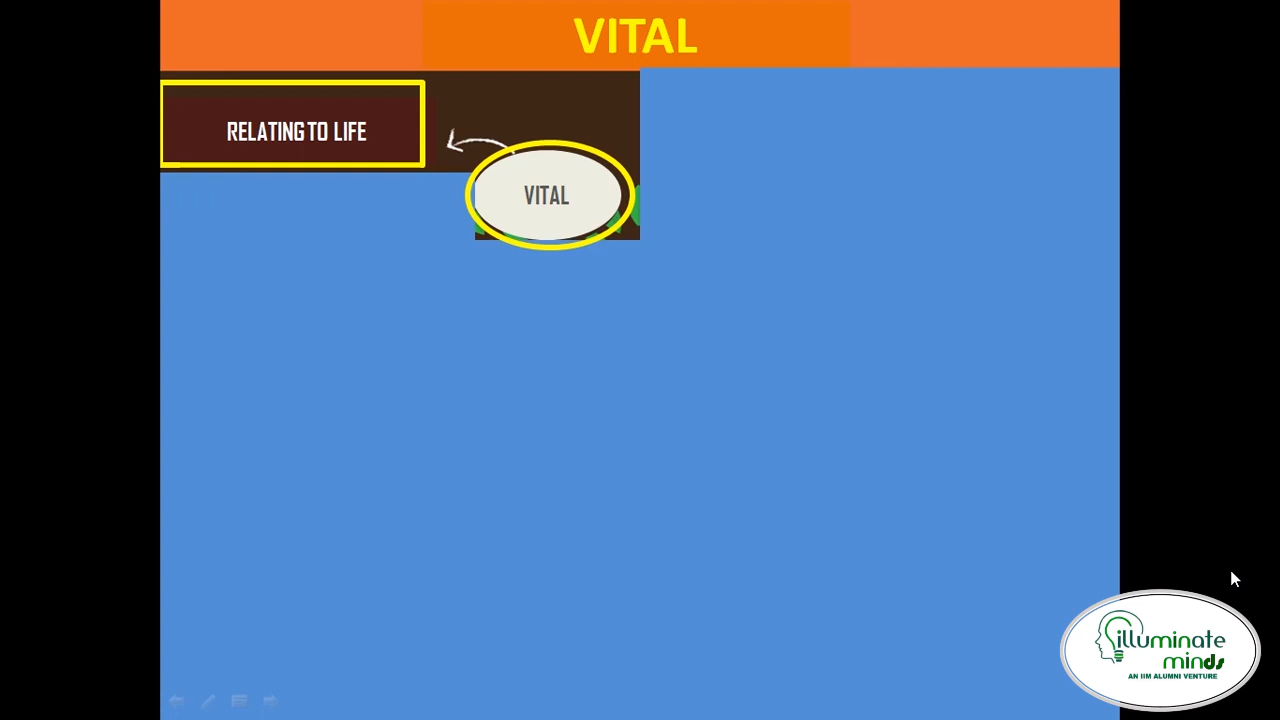 VITAL
RELATING TO LIFE
VITAL
illuminate
minds
AN IIM ALUMNI VENTURE